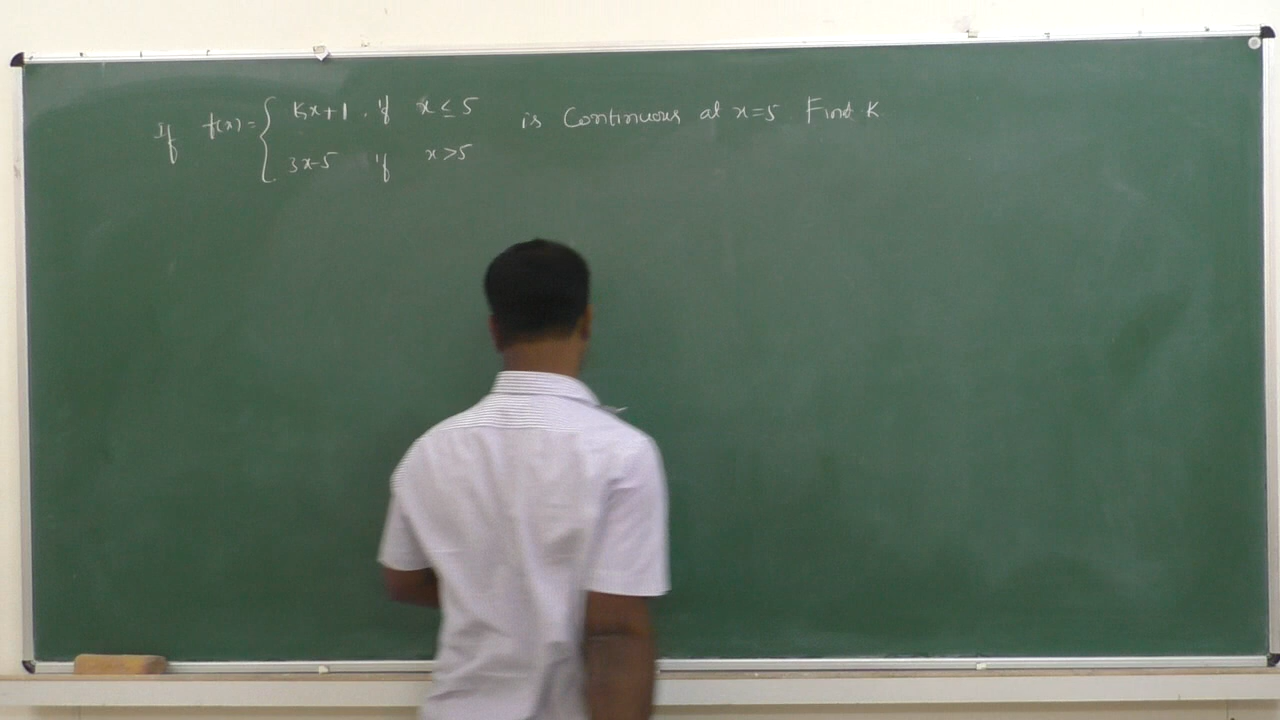 If f(x) = { kx+1, if x ≤ 5 is Continuous at x=5 Find K
3x-5 if x >5